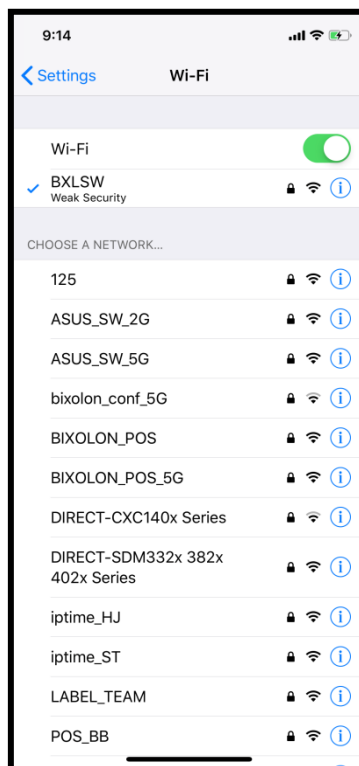 9:14
Settings
Wi-Fi
Wi-Fi
BXLSW
Weak Security
CHOOSE A NETWORK...
125
ASUS_SW_2G
ASUS_SW_5G
bixolon_conf_5G
BIXOLON_POS
BIXOLON_POS_5G
DIRECT-CXC140x Series
DIRECT-SDM332x 382x
402x Series
iptime_HJ
iptime_ST
LABEL_TEAM
POS_BB